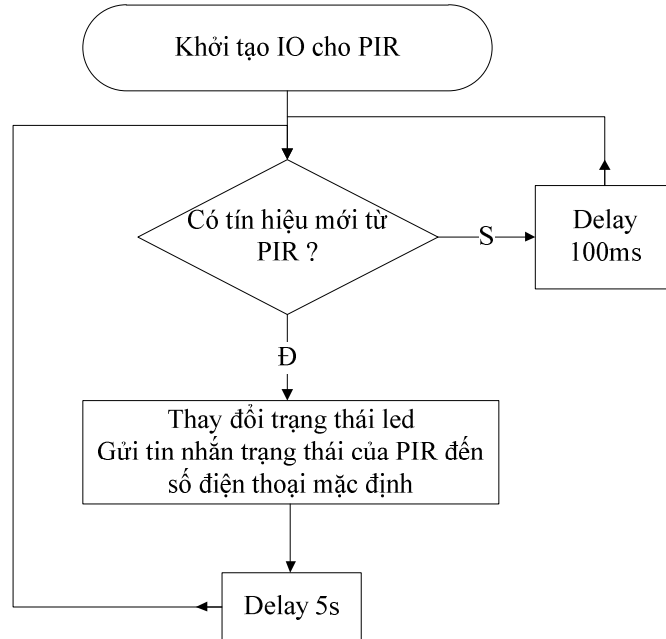 Khởi tạo IO cho PIR
Có tín hiệu mới từ
PIR ?
S
Delay
100ms
Đ
Thay đổi trạng thái led
Gửi tin nhắn trạng thái của PIR đến
số điện thoại mặc định
Delay 5s